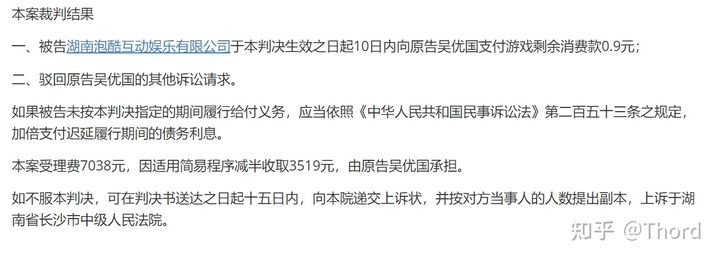 本案裁判结果
一、被告湖南泡酷互动娱乐有限公司于本判决生效之日起10日内向原告吴优国支付游戏剩余消费款0.9元；
二、驳回原告吴优国的其他诉讼请求。
如果被告未按本判决指定的期间履行给付义务，应当依照《中华人民共和国民事诉讼法》第二百五十三条之规定，
加倍支付迟延履行期间的债务利息。
本案受理费7038元，因适用简易程序减半收取3519元，由原告吴优国承担。
如不服本判决，可在判决书送达之日起十五日内，向本院递交上诉状，并按对方当事人的人数提出副本，上诉于湖
南省长沙市中级人民法院。
知乎 @Thord